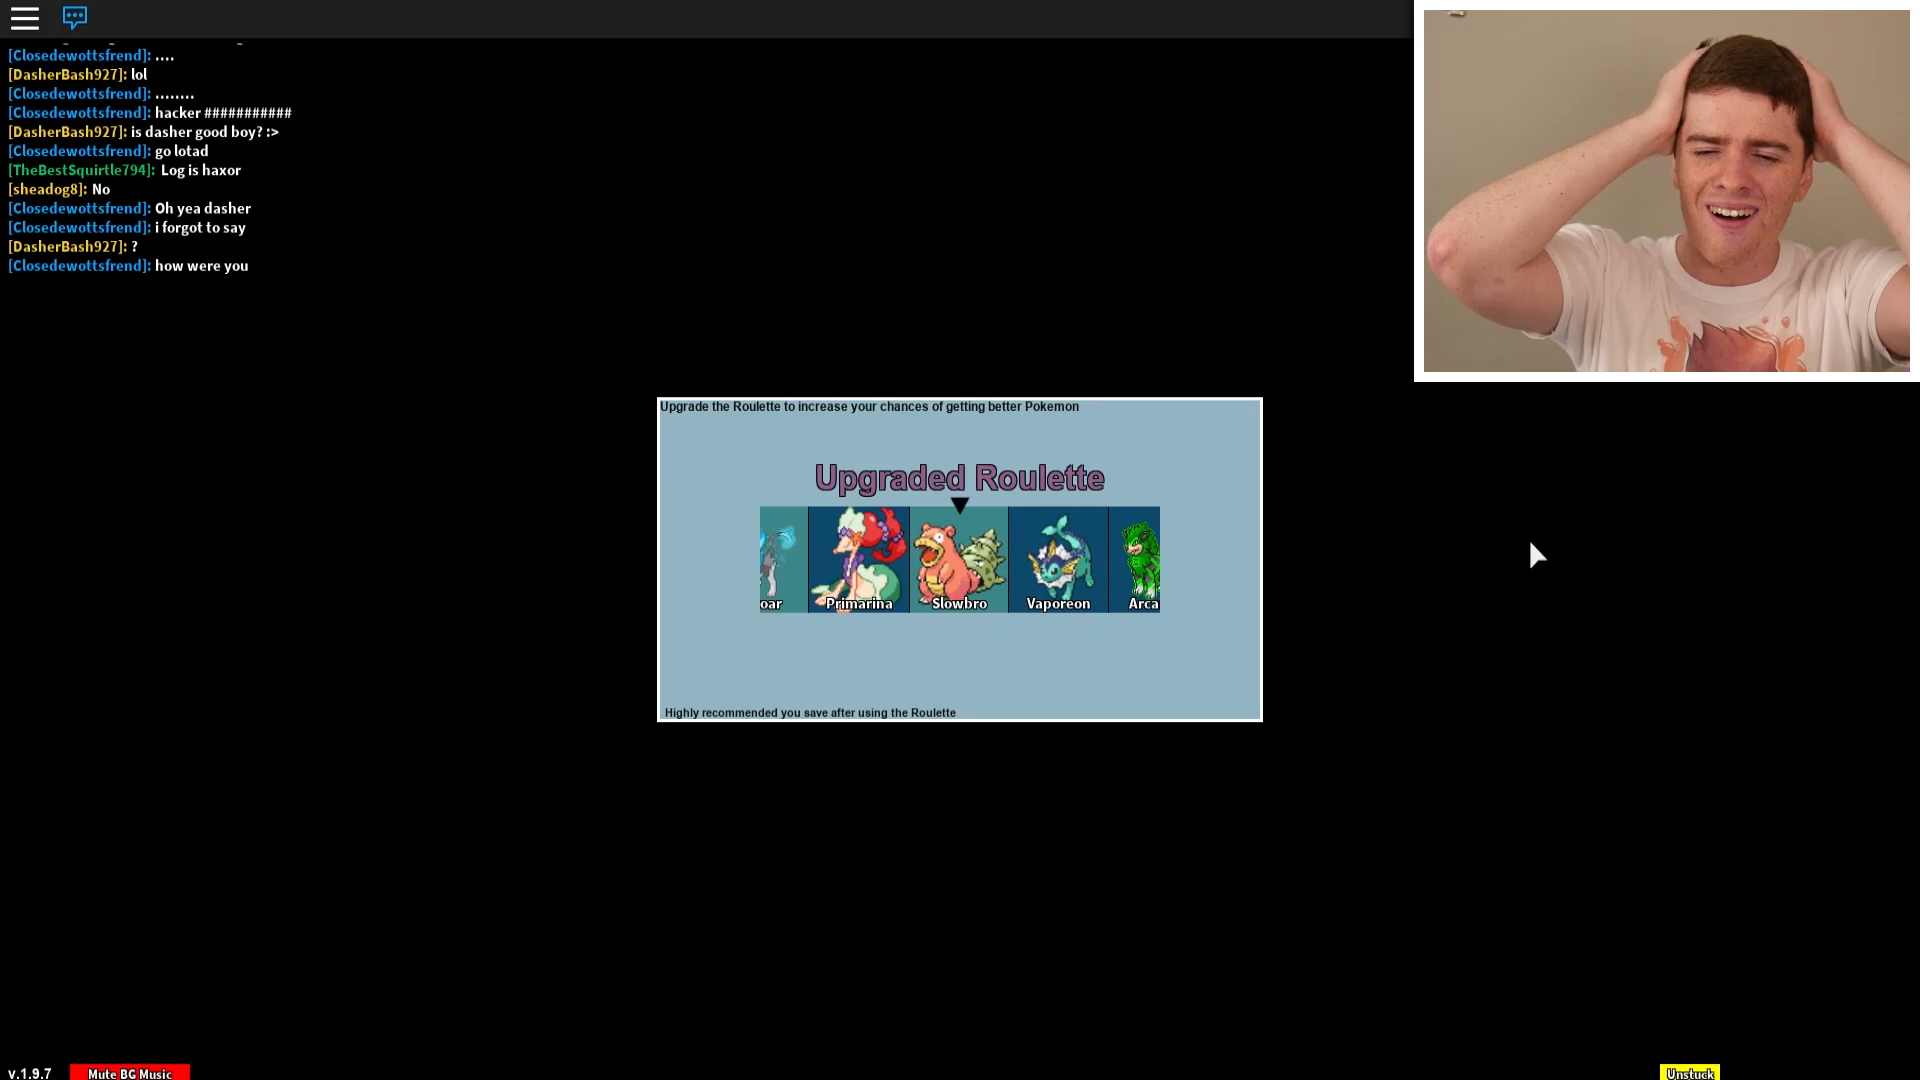 [Closedewottsfrend]: ....
[DasherBash927]: lol
[Closedewottsfrend]: ........
[Closedewottsfrend]: hacker ###########
[DasherBash927]: is dasher good boy? :>
[Closedewottsfrend]: go lotad
[TheBestSquirtle794]: Log is haxor
[sheadog8]: No
[Closedewottsfrend]: Oh yea dasher
[Closedewottsfrend]: i forgot to say
[DasherBash927]: ?
[Closedewottsfrend]: how were you
Upgrade the Roulette to increase your chances of getting better Pokemon
Upgraded Roulette
oar Primarina Slowbro Vaporeon Arca
Highly recommended you save after using the Roulette
v.1.9.7 Mute BG Music Unstuck